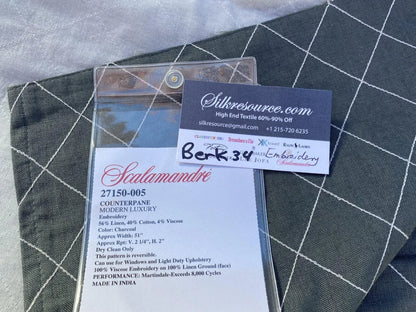 Silkresource.com
High End Textile 60%-90% Off
silkresource@gmail.com +1 215-720 6235
Berk.34 Embroidery
Scalamandré
27150-005
COUNTERPANE
MODERN LUXURY
Embroidery
56% Linen, 40% Cotton, 4% Viscose
Color: Charcoal
Approx Width: 51"
Approx Rpt: V. 2 1/4", H. 2"
Dry Clean Only
This pattern is reversible.
Can use for Windows and Light Duty Upholstery
100% Viscose Embroidery on 100% Linen Ground (face)
PERFORMANCE: Martindale-Exceeds 8,000 Cycles
MADE IN INDIA